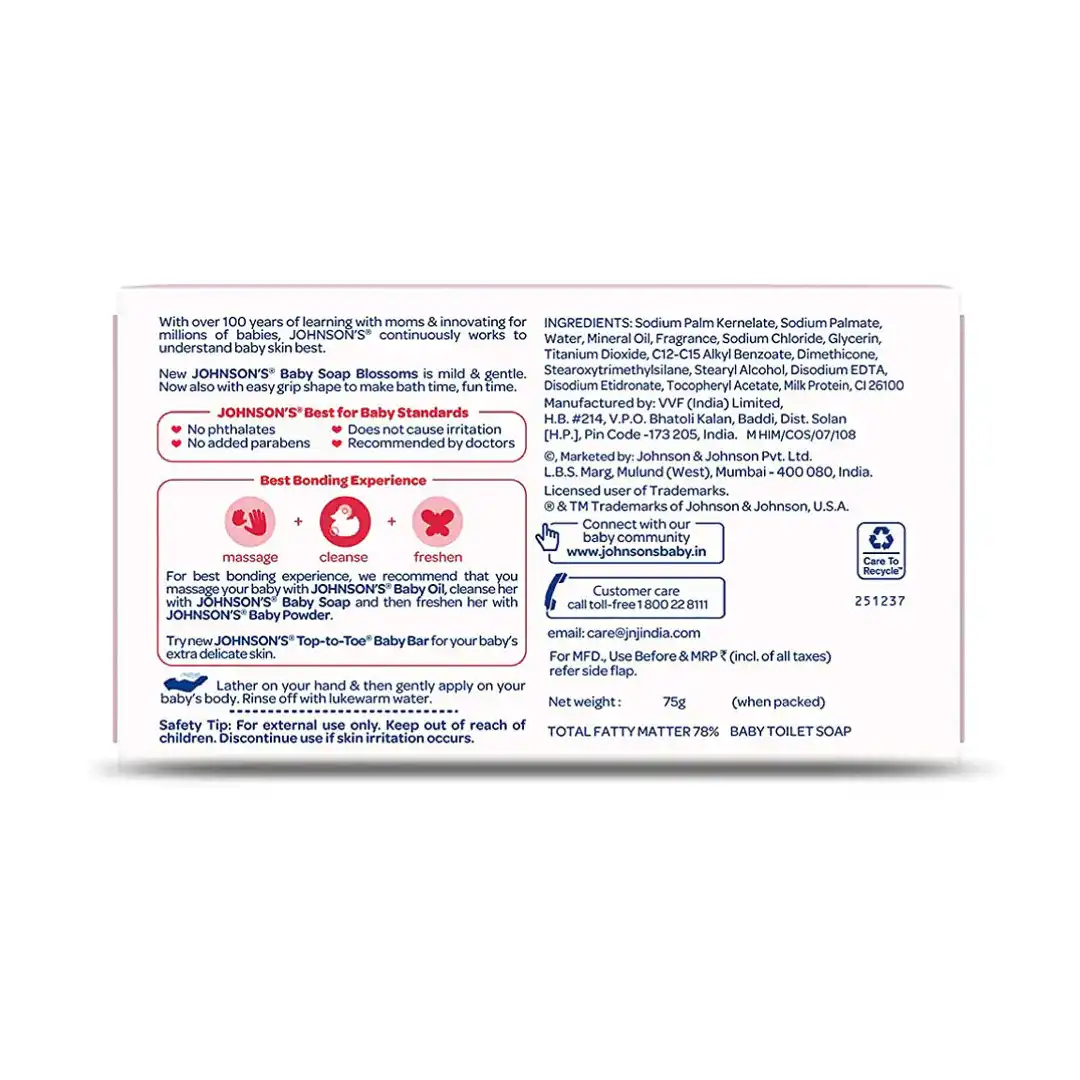 With over 100 years of learning with moms & innovating for
millions of babies, JOHNSON'S® continuously works to
understand baby skin best.
New JOHNSON'S® Baby Soap Blossoms is mild & gentle.
Now also with easy grip shape to make bath time, fun time.
JOHNSON'S® Best for Baby Standards
No phthalates
Does not cause irritation
No added parabens
Recommended by doctors
Best Bonding Experience
massage + cleanse + freshen
For best bonding experience, we recommend that you
massage your baby with JOHNSON'S® Baby Oil, cleanse her
with JOHNSON'S® Baby Soap and then freshen her with
JOHNSON'S® Baby Powder.
Try new JOHNSON'S® Top-to-Toe® Baby Bar for your baby's
extra delicate skin.
Lather on your hand & then gently apply on your
baby's body. Rinse off with lukewarm water.
Safety Tip: For external use only. Keep out of reach of
children. Discontinue use if skin irritation occurs.
INGREDIENTS: Sodium Palm Kernelate, Sodium Palmate,
Water, Mineral Oil, Fragrance, Sodium Chloride, Glycerin,
Titanium Dioxide, C12-C15 Alkyl Benzoate, Dimethicone,
Stearoxytrimethylsilane, Stearyl Alcohol, Disodium EDTA,
Disodium Etidronate, Tocopheryl Acetate, Milk Protein, CI 26100
Manufactured by: VVF (India) Limited,
H.B. #214, V.P.O. Bhatoli Kalan, Baddi, Dist. Solan
[H.P.], Pin Code -173 205, India. M HIM/COS/07/108
©, Marketed by: Johnson & Johnson Pvt. Ltd.
L.B.S. Marg, Mulund (West), Mumbai - 400 080, India.
Licensed user of Trademarks.
® & TM Trademarks of Johnson & Johnson, U.S.A.
Connect with our
baby community
www.johnsonsbaby.in
Care To
Recycle™
251237
Customer care
call toll-free 1 800 22 8111
email: care@jnjindia.com
For MFD., Use Before & MRP ₹ (incl. of all taxes)
refer side flap.
Net weight : 75g (when packed)
TOTAL FATTY MATTER 78% BABY TOILET SOAP